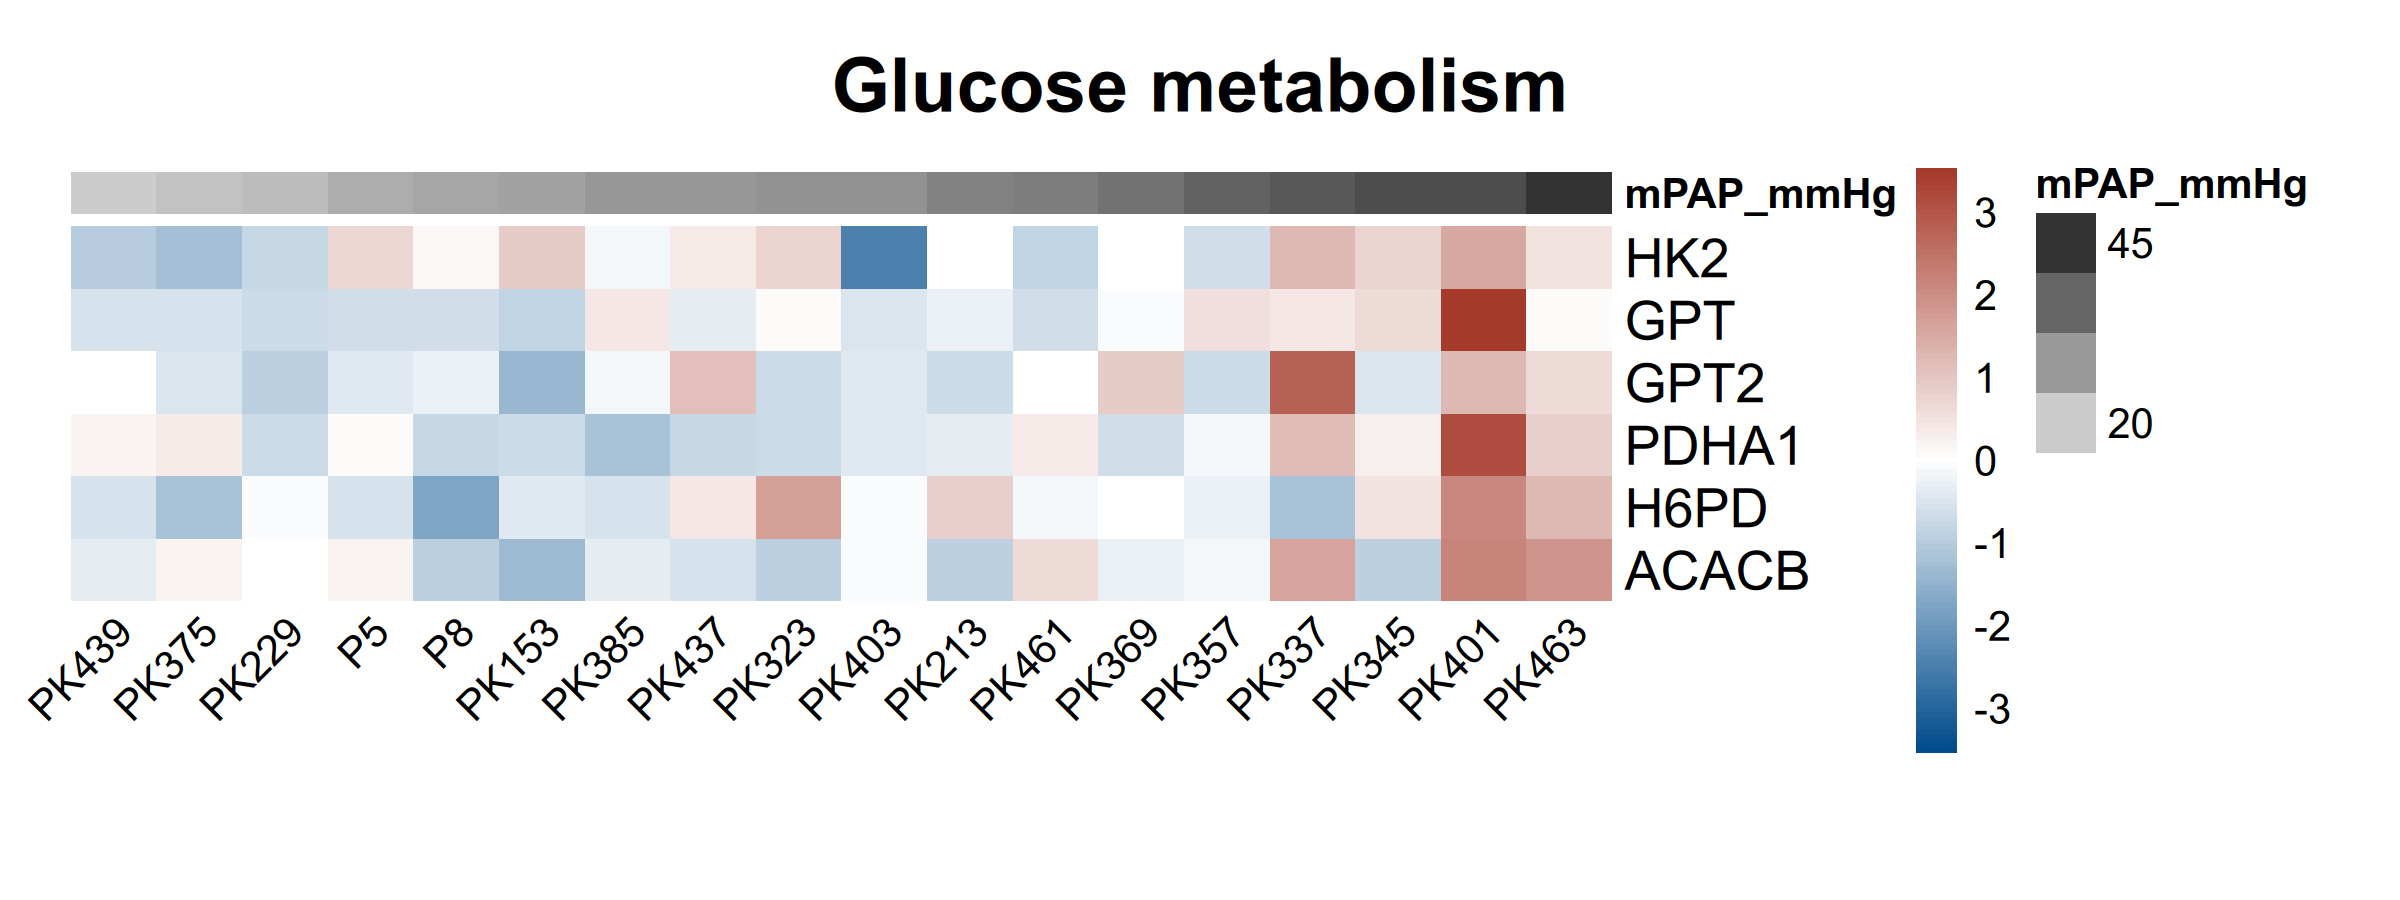 Glucose metabolism
mPAP_mmHg
HK2
GPT
GPT2
PDHA1
H6PD
ACACB
PK439 PK375 PK229 P5 P8 PK153 PK385 PK437 PK323 PK403 PK213 PK461 PK369 PK357 PK337 PK345 PK401 PK463
3
2
1
0
-1
-2
-3
mPAP_mmHg
45
20